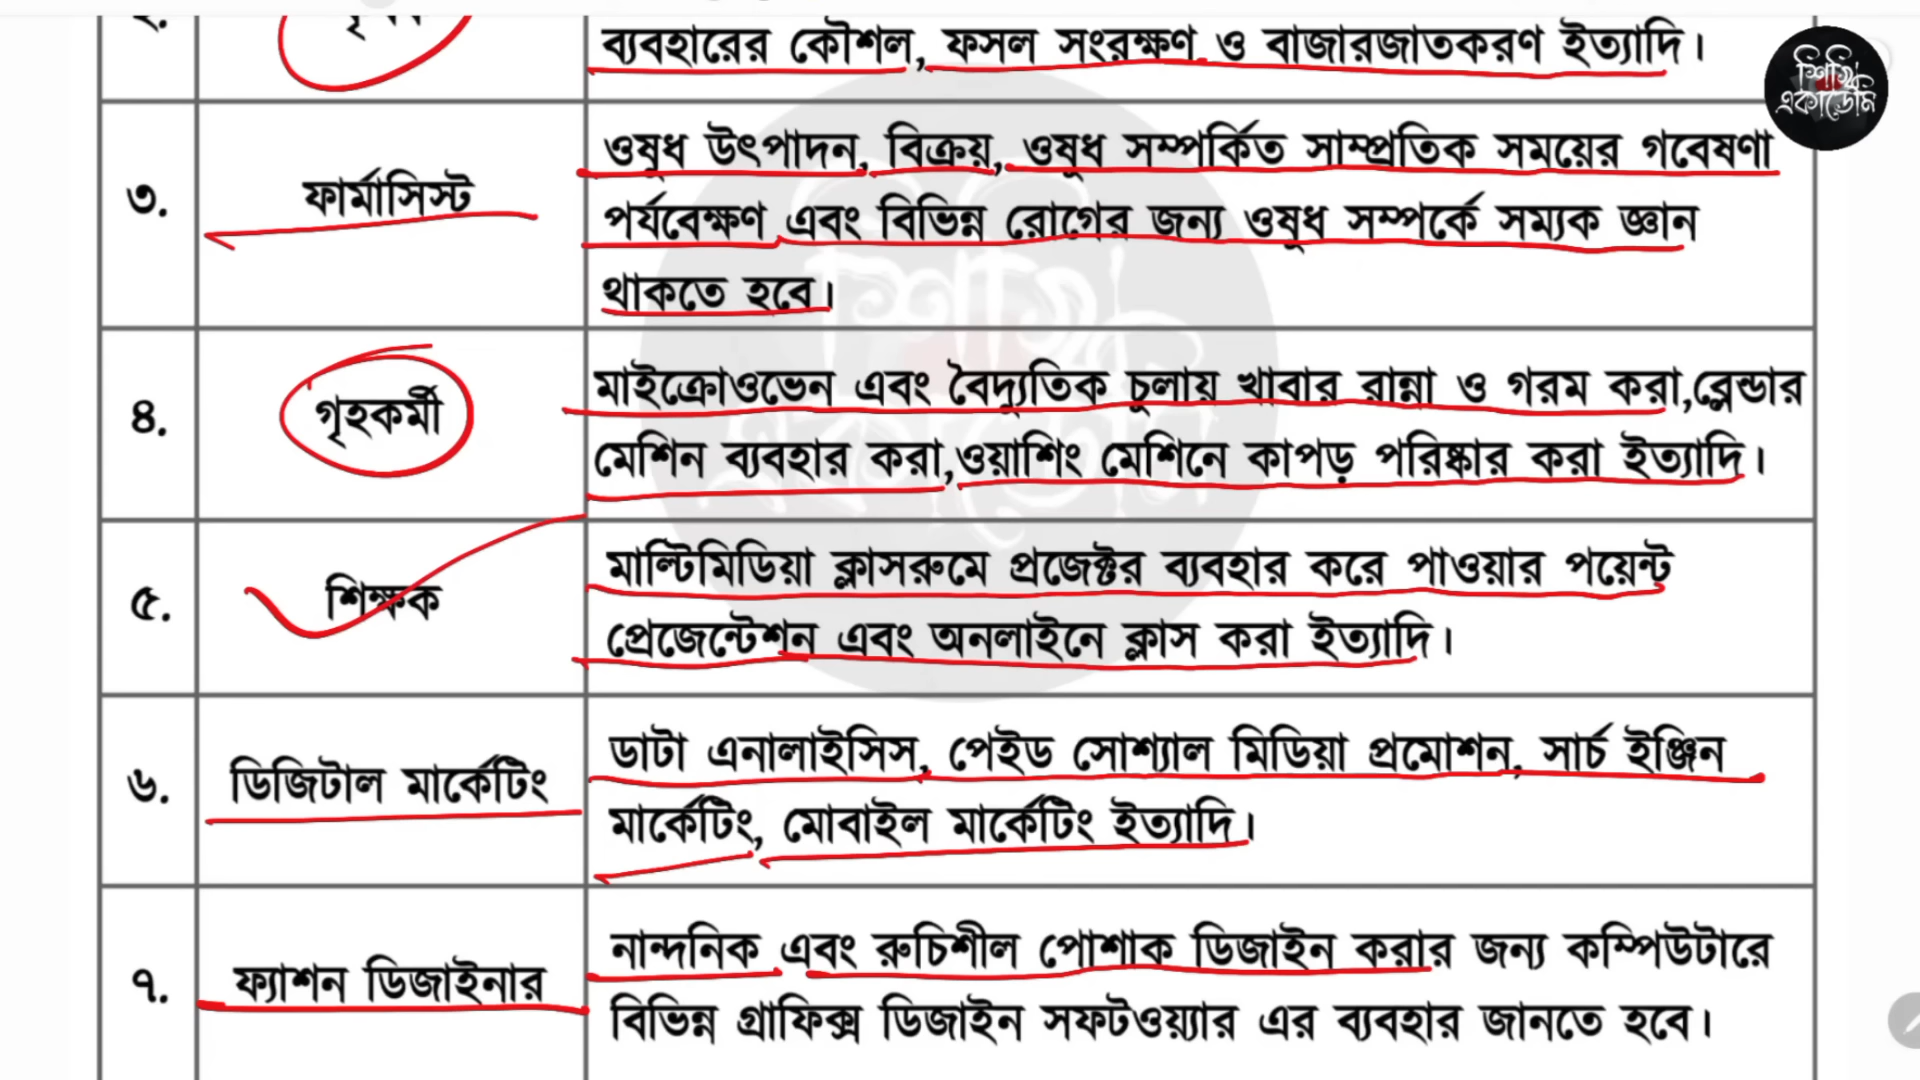 ২.
ব্যবহারের কৌশল, ফসল সংরক্ষণ ও বাজারজাতকরণ ইত্যাদি।
শিখি একাডেমি
৩.
ফার্মাসিস্ট
ওষুধ উৎপাদন, বিক্রয়, ওষুধ সম্পর্কিত সাম্প্রতিক সময়ের গবেষণা
পর্যবেক্ষণ এবং বিভিন্ন রোগের জন্য ওষুধ সম্পর্কে সম্যক জ্ঞান
থাকতে হবে।
৪.
গৃহকর্মী
মাইক্রোওভেন এবং বৈদ্যুতিক চুলায় খাবার রান্না ও গরম করা,ব্লেন্ডার
মেশিন ব্যবহার করা,ওয়াশিং মেশিনে কাপড় পরিষ্কার করা ইত্যাদি।
৫.
শিক্ষক
মাল্টিমিডিয়া ক্লাসরুমে প্রজেক্টর ব্যবহার করে পাওয়ার পয়েন্ট
প্রেজেন্টেশন এবং অনলাইনে ক্লাস করা ইত্যাদি।
৬.
ডিজিটাল মার্কেটিং
ডাটা এনালাইসিস, পেইড সোশ্যাল মিডিয়া প্রমোশন, সার্চ ইঞ্জিন
মার্কেটিং, মোবাইল মার্কেটিং ইত্যাদি।
৭.
ফ্যাশন ডিজাইনার
নান্দনিক এবং রুচিশীল পোশাক ডিজাইন করার জন্য কম্পিউটারে
বিভিন্ন গ্রাফিক্স ডিজাইন সফটওয়্যার এর ব্যবহার জানতে হবে।